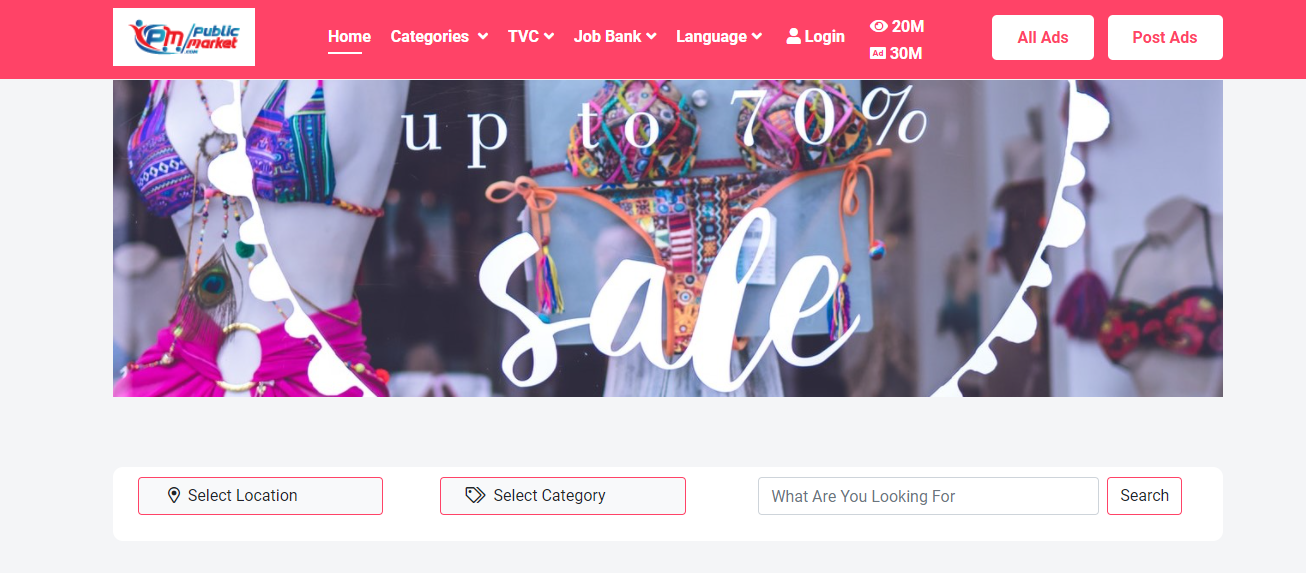 PM Public Market .com
Home Categories TVC Job Bank Language Login
20M
Ad 30M
All Ads Post Ads
up to 70%
sale
Select Location Select Category What Are You Looking For Search